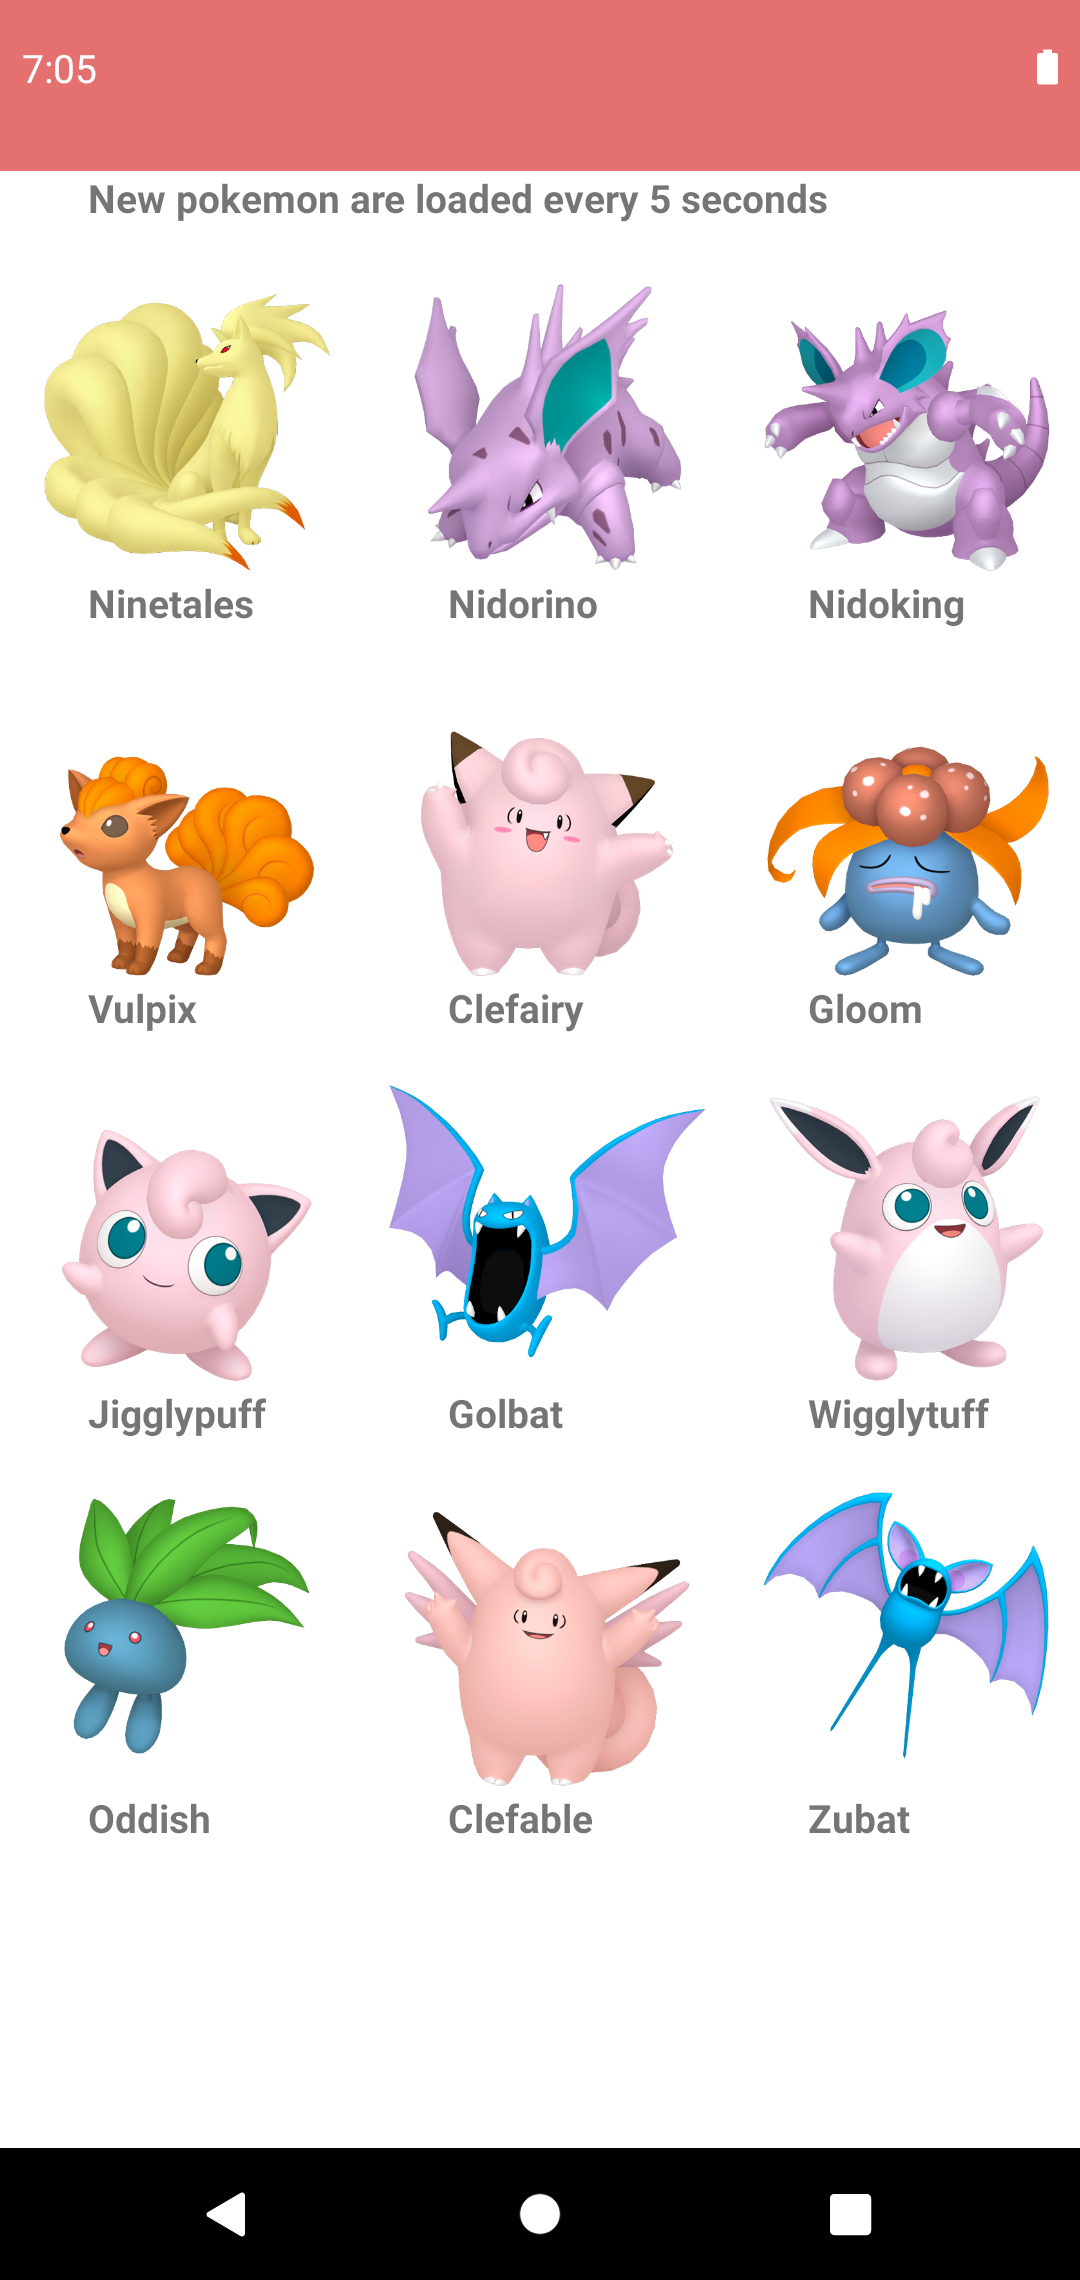 7:05
New pokemon are loaded every 5 seconds
Ninetales
Nidorino
Nidoking
Vulpix
Clefairy
Gloom
Jigglypuff
Golbat
Wigglytuff
Oddish
Clefable
Zubat